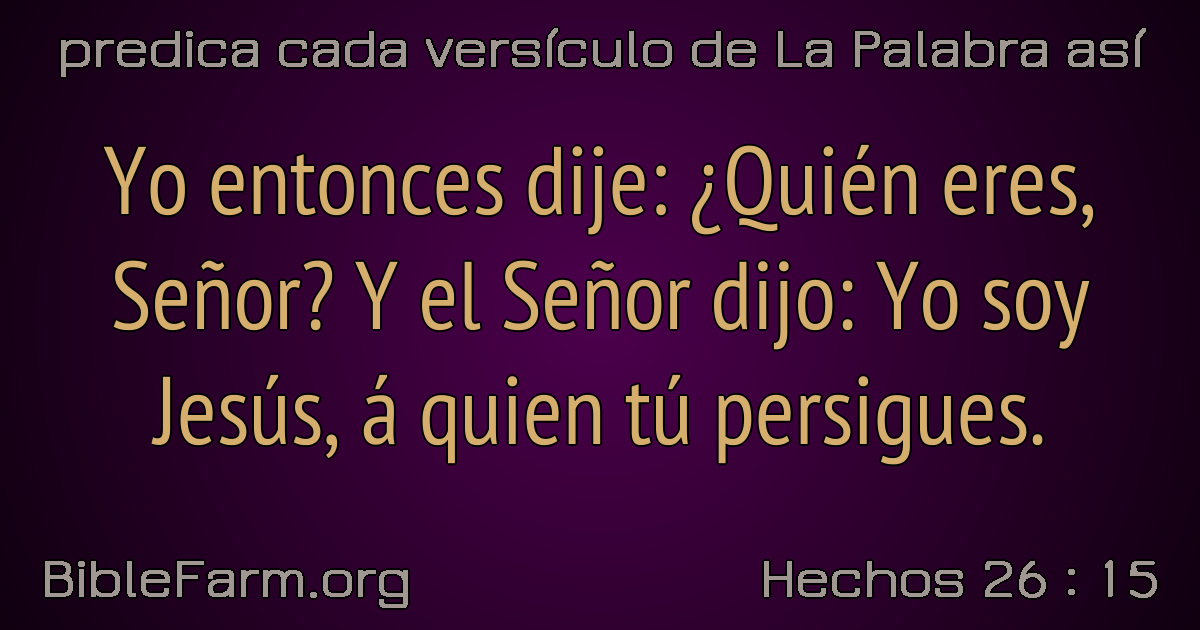 predica cada versículo de La Palabra así
Yo entonces dije: ¿Quién eres,
Señor? Y el Señor dijo: Yo soy
Jesús, á quien tú persigues.
BibleFarm.org
Hechos 26 : 15